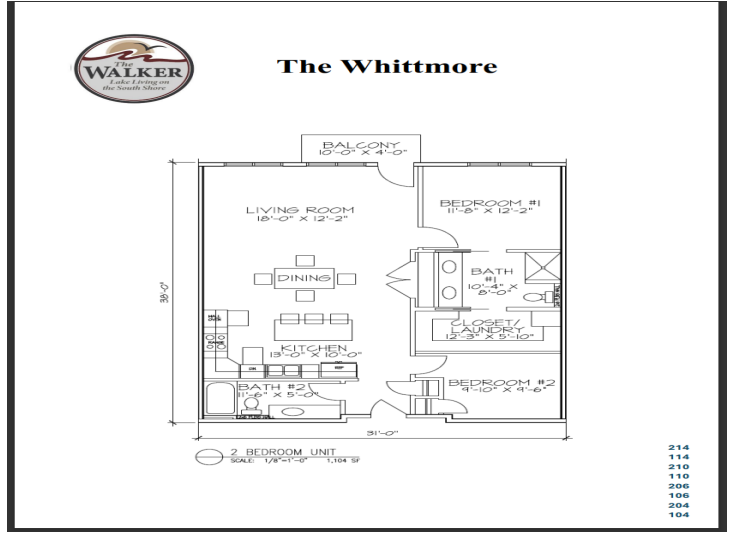 The
WALKER
Lake Living on
the South Shore
The Whittmore
BALCONY
10'-0" X 4'-0"
LIVING ROOM
18'-0" X 12'-2"
BEDROOM #1
11'-8" X 12'-2"
DINING
BATH
#1
10'-4" X
8'-0"
38'-0"
CLOSET/
LAUNDRY
12'-3" X 5'-10"
KITCHEN
13'-0" X 10'-0"
BATH #2
11'-6" X 5'-0"
BEDROOM #2
9'-10" X 9'-6"
31'-0"
2 BEDROOM UNIT
SCALE: 1/8"=1'-0" 1,104 SF
214
114
210
110
206
106
204
104